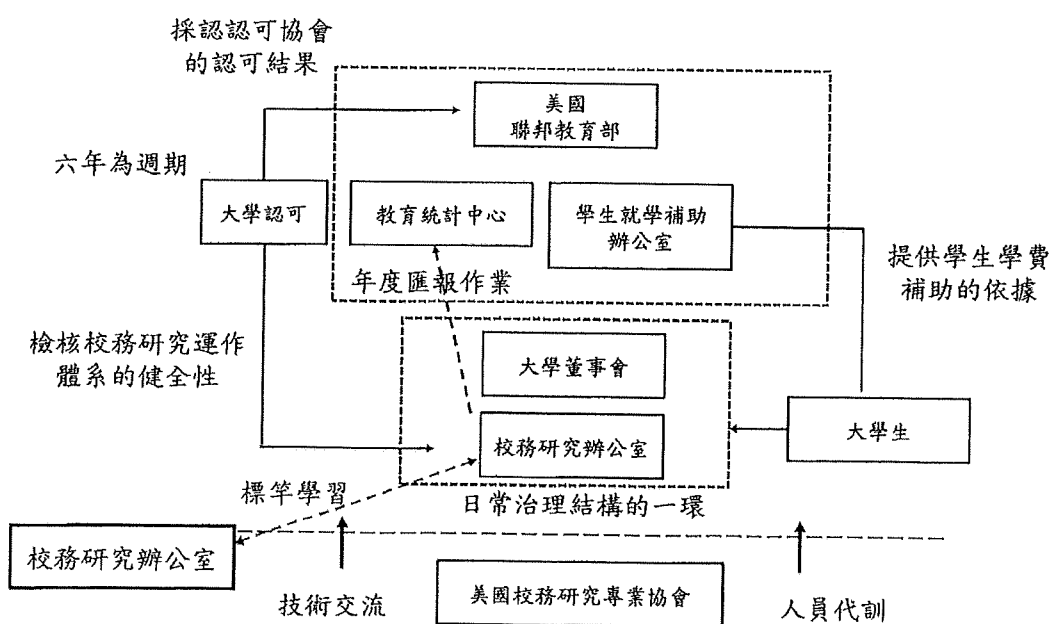 採認認可協會
的認可結果
美國
聯邦教育部
六年為週期
大學認可
教育統計中心
學生就學補助
辦公室
年度匯報作業
提供學生學費
補助的依據
檢核校務研究運作
體系的健全性
大學董事會
校務研究辦公室
大學生
標竿學習
日常治理結構的一環
校務研究辦公室
技術交流
美國校務研究專業協會
人員代訓